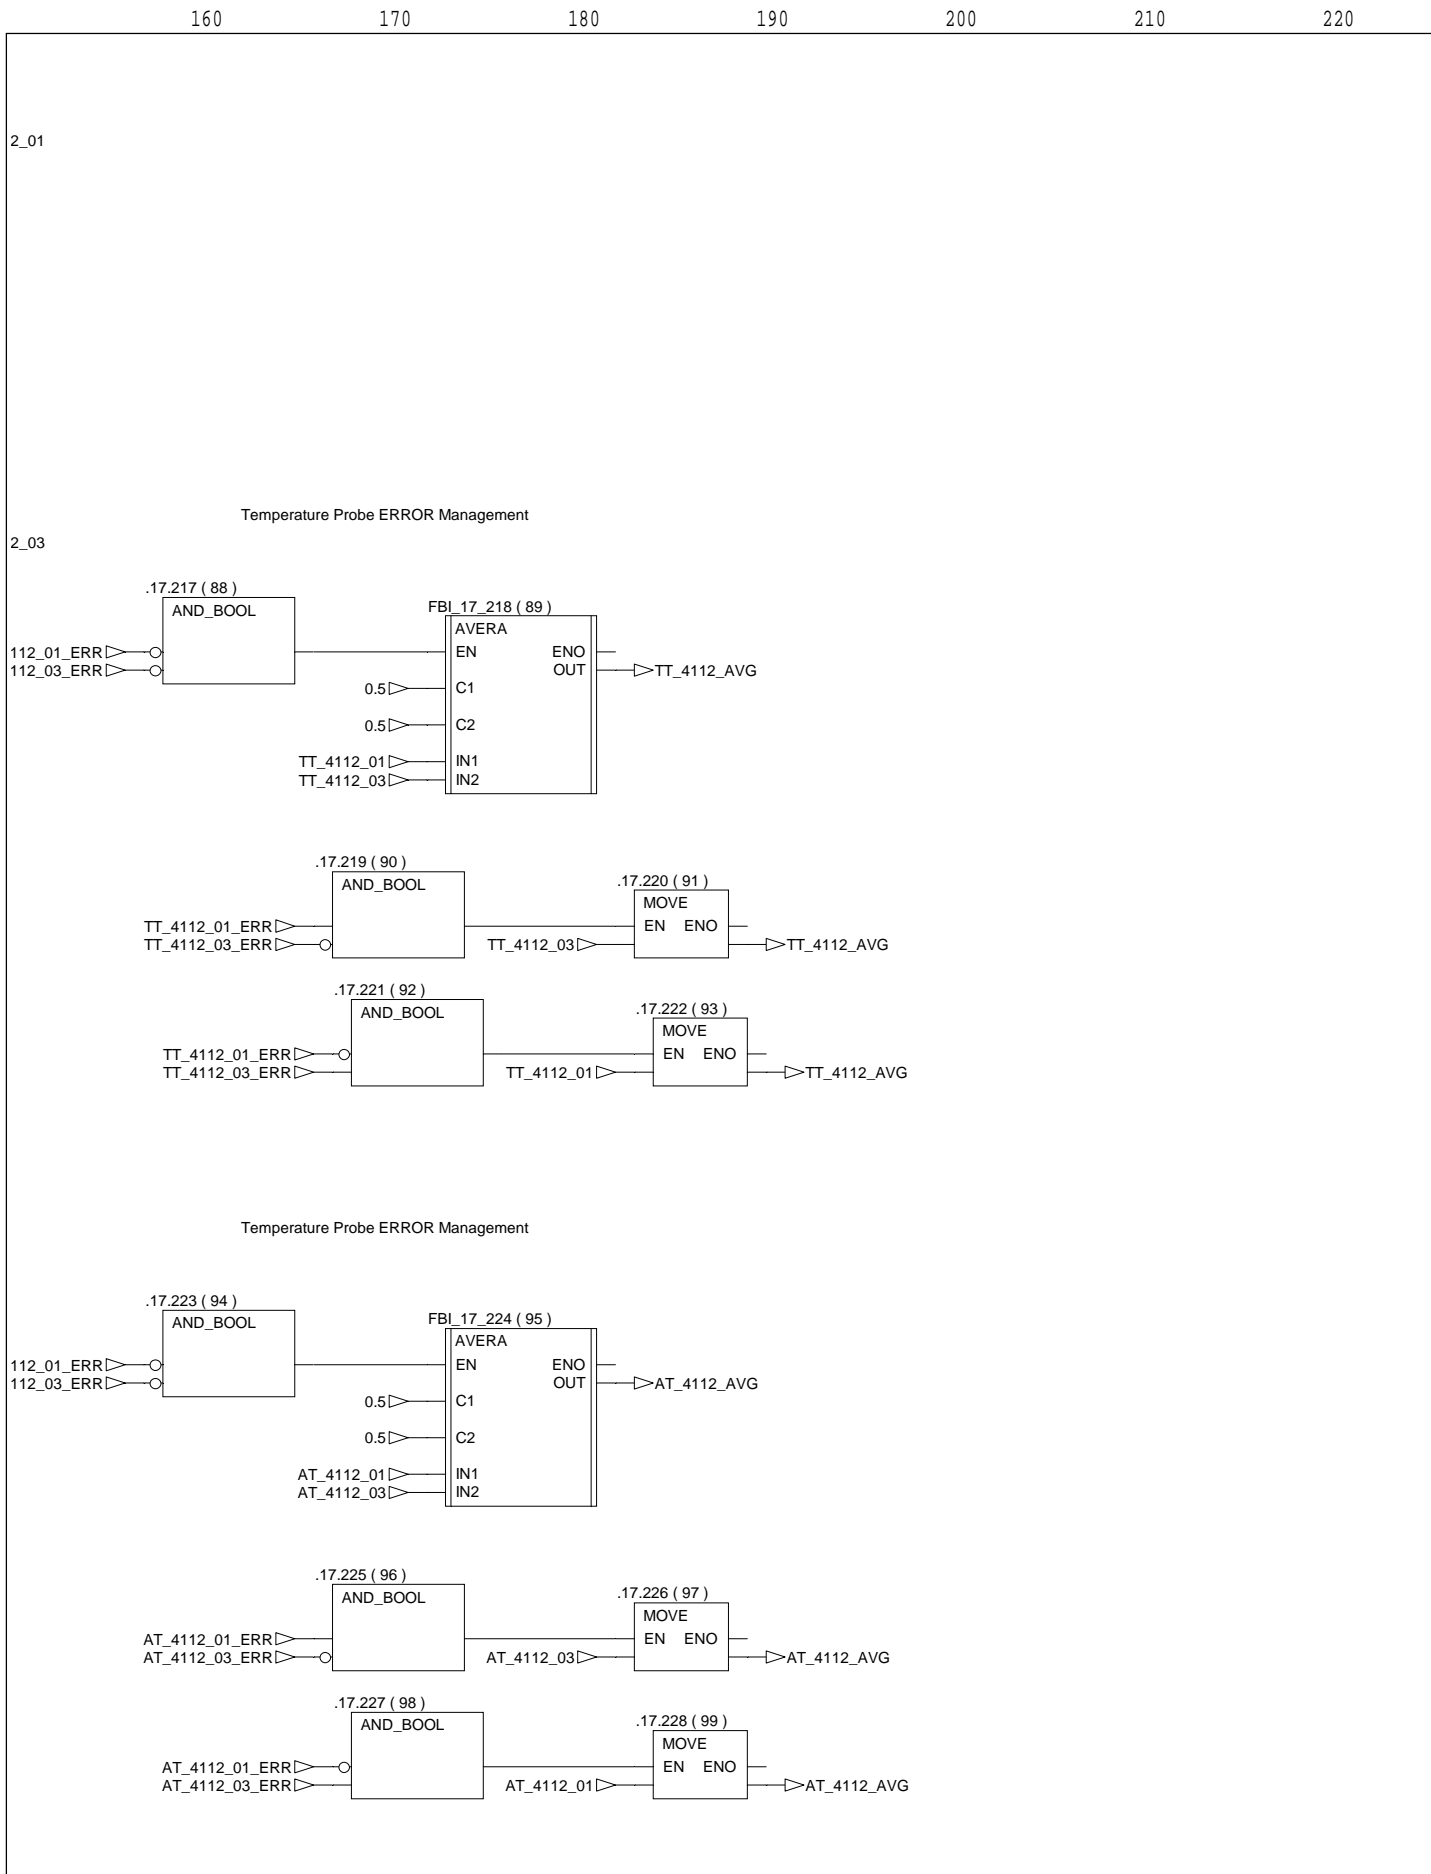 160 170 180 190 200 210 220
2_01
Temperature Probe ERROR Management
2_03
.17.217 ( 88 )
AND_BOOL
FBI_17_218 ( 89 )
AVERA
112_01_ERR
EN ENO
112_03_ERR
OUT TT_4112_AVG
0.5 C1
0.5 C2
TT_4112_01 IN1
TT_4112_03 IN2
.17.219 ( 90 )
AND_BOOL
.17.220 ( 91 )
MOVE
TT_4112_01_ERR
EN ENO
TT_4112_03_ERR
TT_4112_03
TT_4112_AVG
.17.221 ( 92 )
AND_BOOL
.17.222 ( 93 )
MOVE
TT_4112_01_ERR
EN ENO
TT_4112_03_ERR
TT_4112_01
TT_4112_AVG
Temperature Probe ERROR Management
.17.223 ( 94 )
AND_BOOL
FBI_17_224 ( 95 )
AVERA
112_01_ERR
EN ENO
112_03_ERR
OUT AT_4112_AVG
0.5 C1
0.5 C2
AT_4112_01 IN1
AT_4112_03 IN2
.17.225 ( 96 )
AND_BOOL
.17.226 ( 97 )
MOVE
AT_4112_01_ERR
EN ENO
AT_4112_03_ERR
AT_4112_03
AT_4112_AVG
.17.227 ( 98 )
AND_BOOL
.17.228 ( 99 )
MOVE
AT_4112_01_ERR
EN ENO
AT_4112_03_ERR
AT_4112_01
AT_4112_AVG